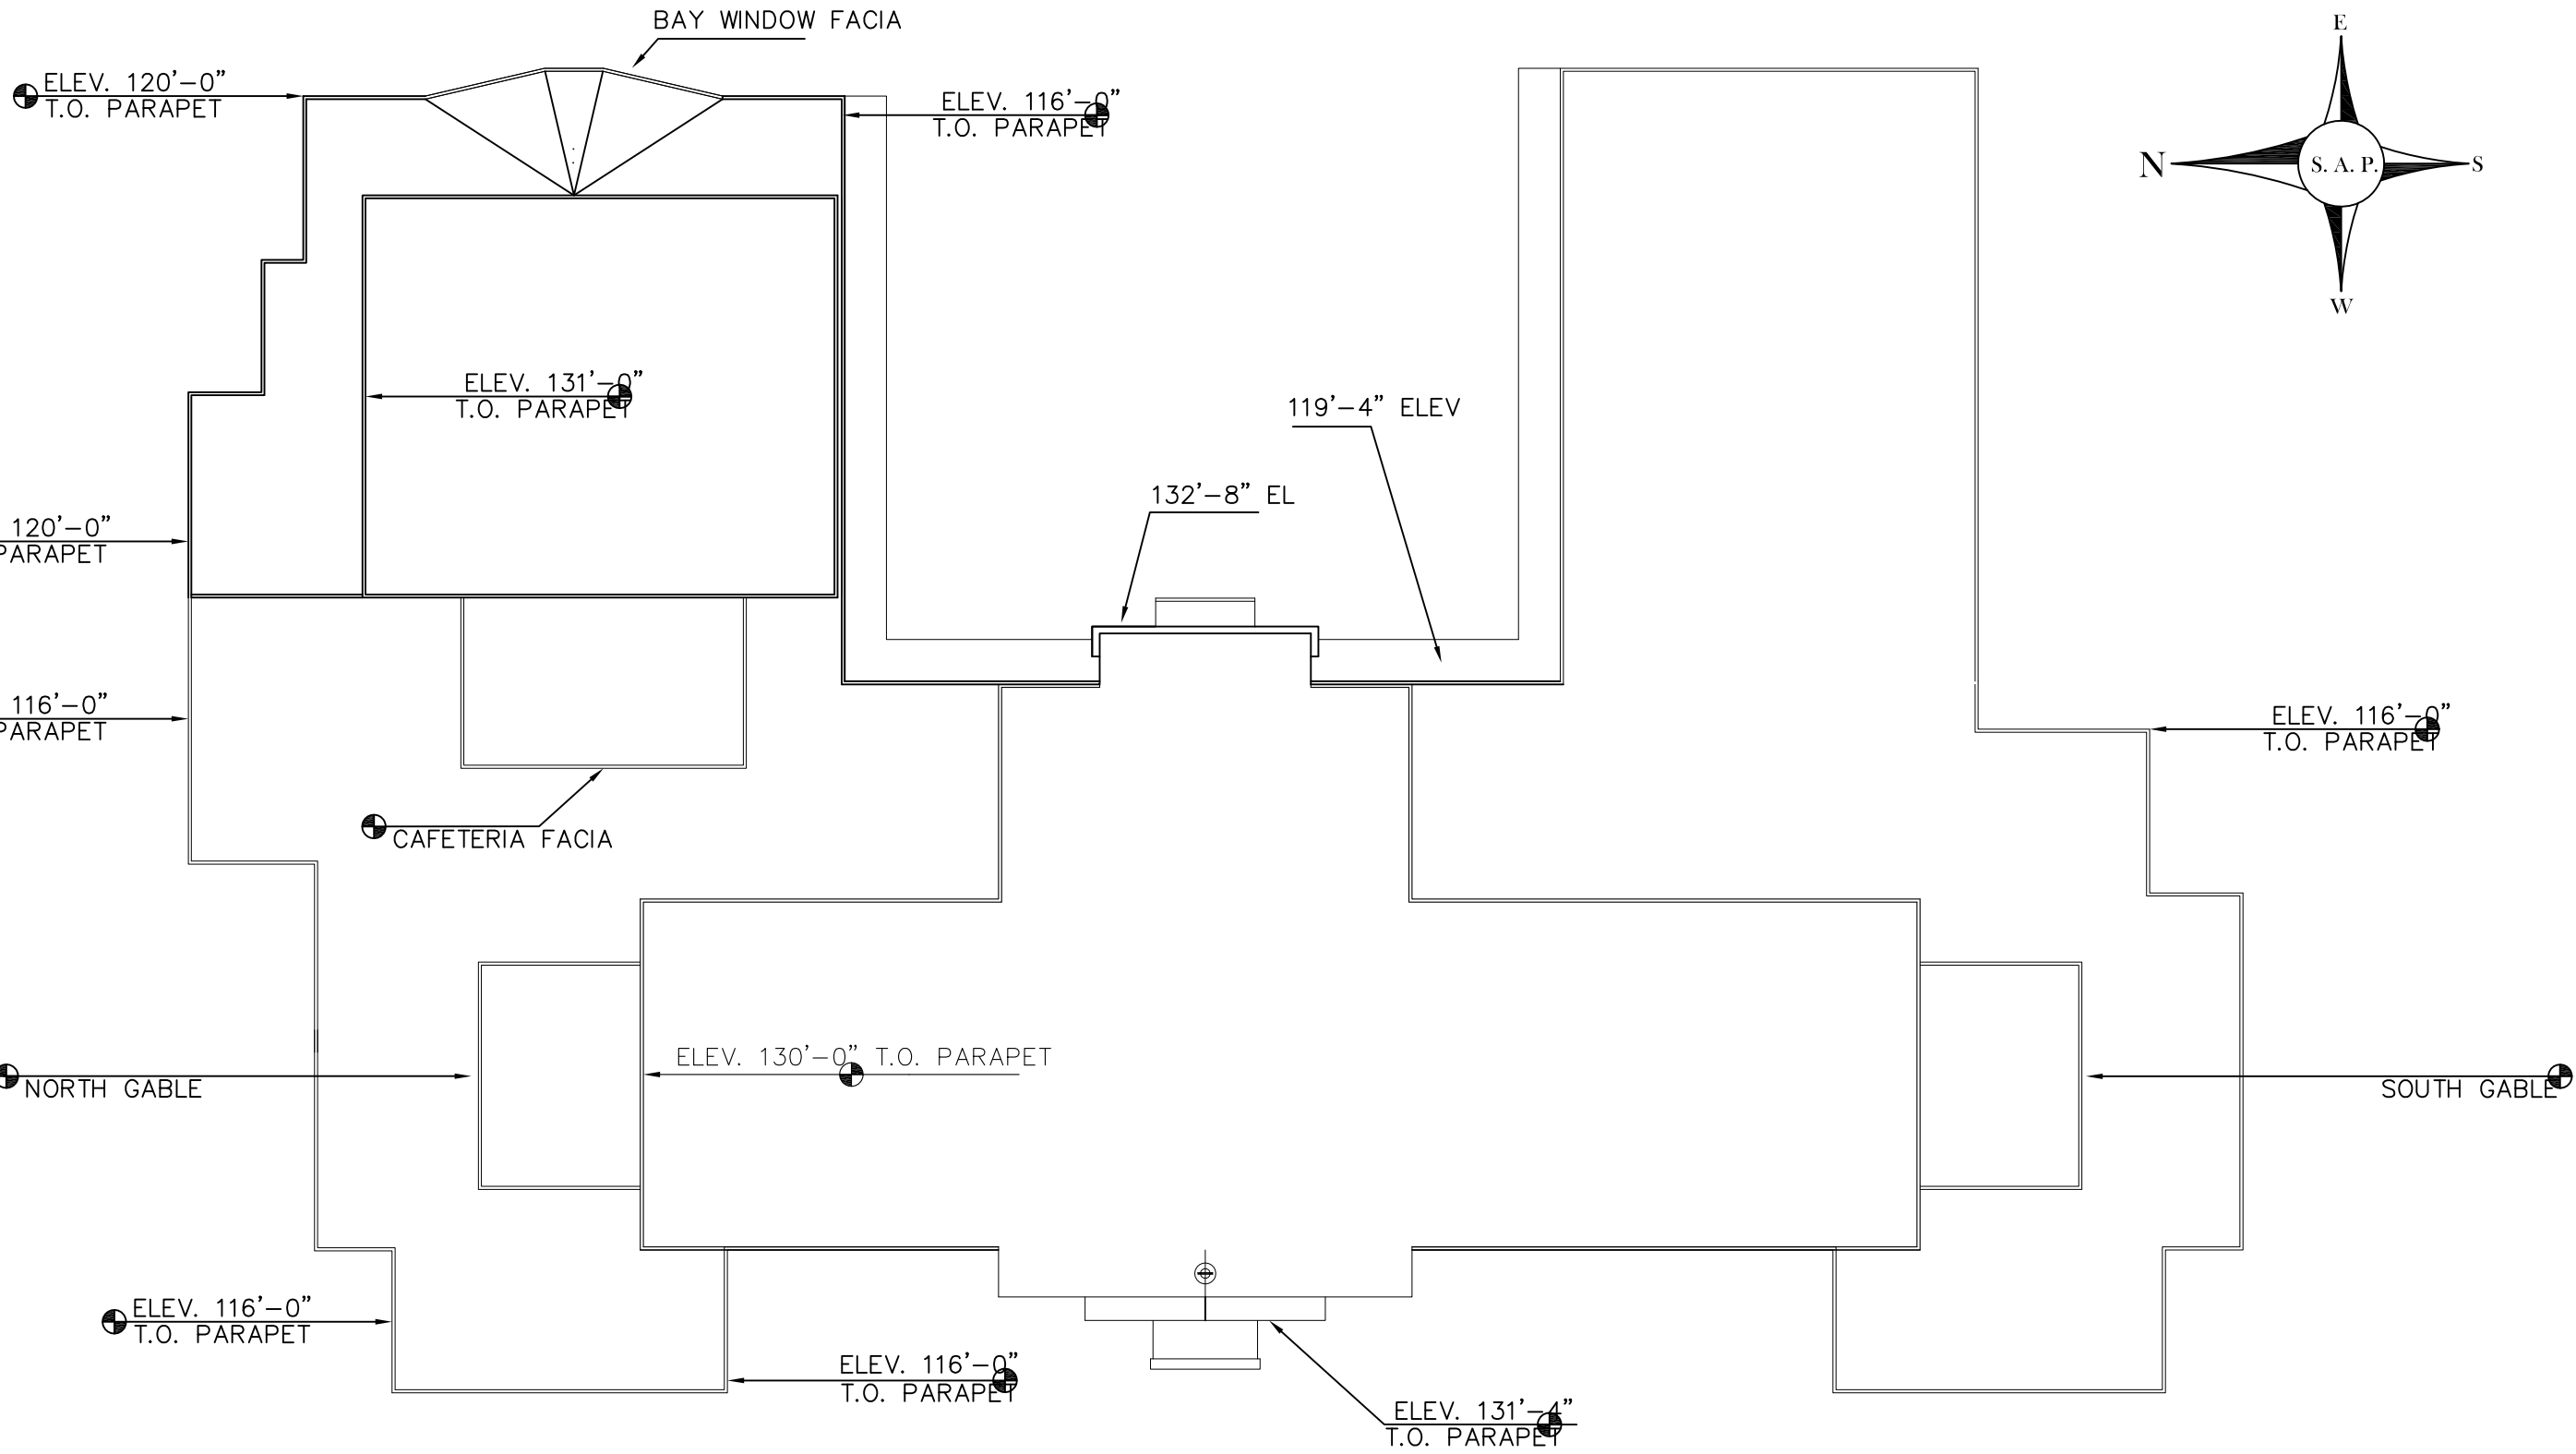 BAY WINDOW FACIA
E
ELEV. 120'-0"
T.O. PARAPET
ELEV. 116'-0"
T.O. PARAPET
N
S. A. P.
S
W
ELEV. 131'-0"
T.O. PARAPET
119'-4" ELEV
132'-8" EL
120'-0"
PARAPET
116'-0"
PARAPET
ELEV. 116'-0"
T.O. PARAPET
CAFETERIA FACIA
ELEV. 130'-0" T.O. PARAPET
NORTH GABLE
SOUTH GABLE
ELEV. 116'-0"
T.O. PARAPET
ELEV. 116'-0"
T.O. PARAPET
ELEV. 131'-4"
T.O. PARAPET